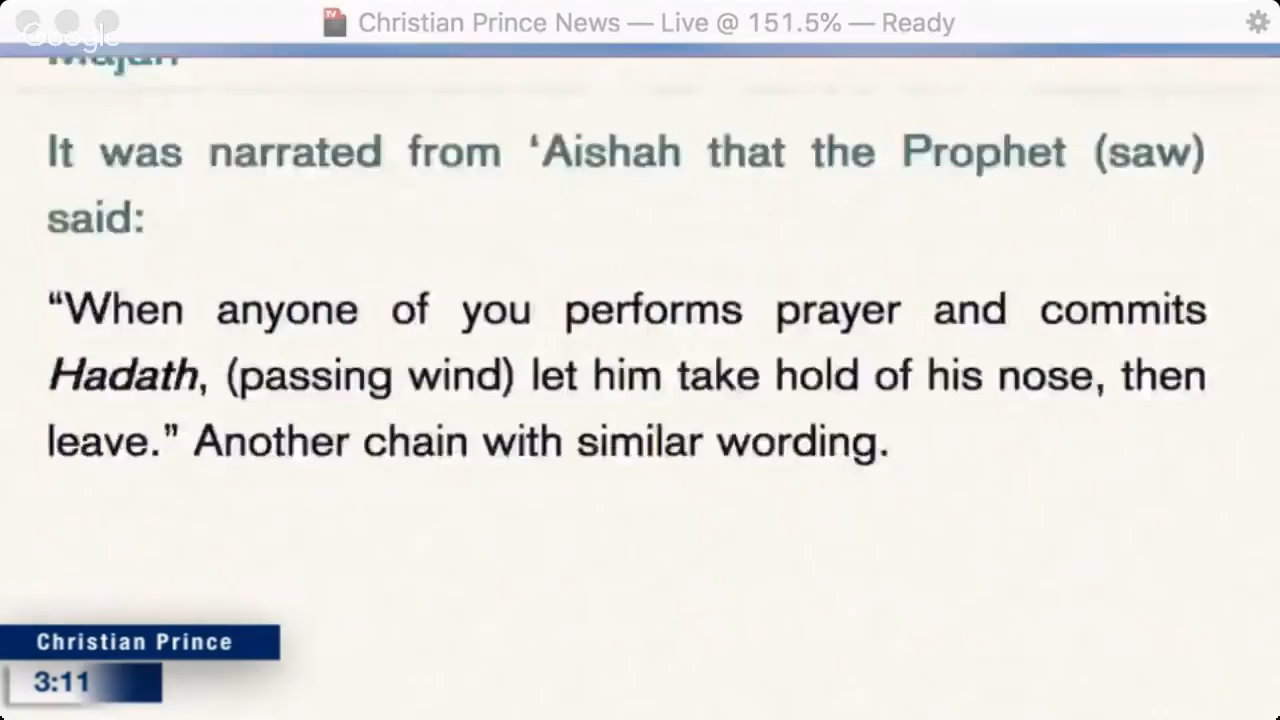 Christian Prince News — Live @ 151.5% — Ready
Google
Majah
It was narrated from ‘Aishah that the Prophet (saw)
said:
“When anyone of you performs prayer and commits
Hadath, (passing wind) let him take hold of his nose, then
leave.” Another chain with similar wording.
Christian Prince
3:11